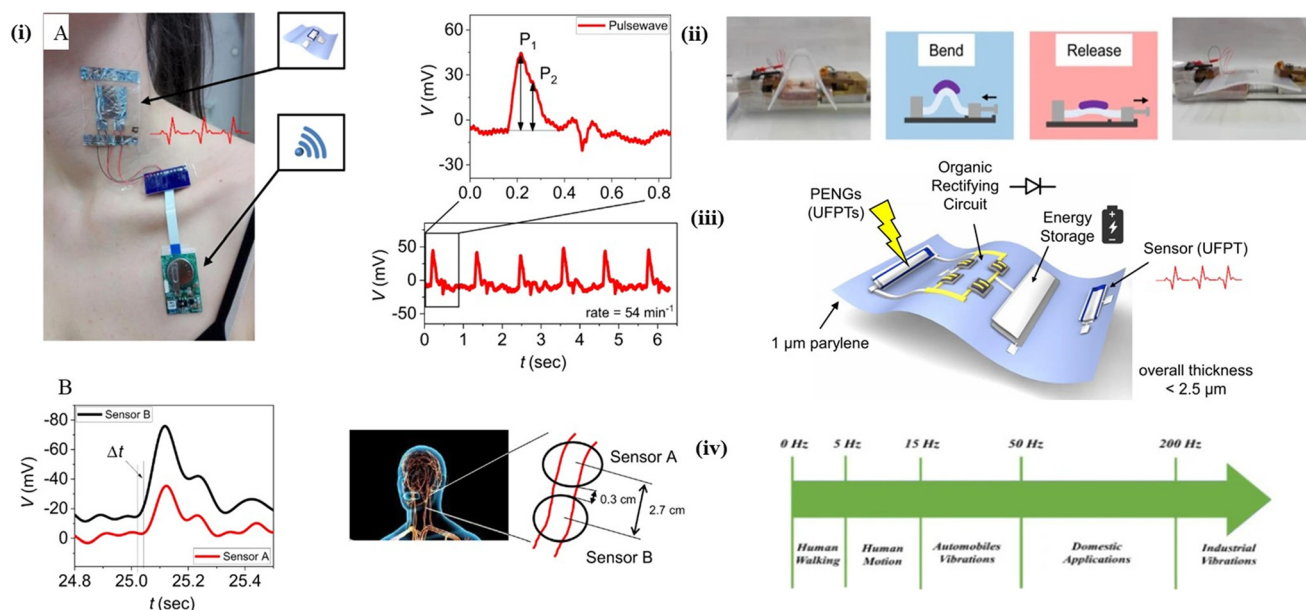 (i)
A
Pulsewave
P1
P2
V (mV)
60
30
0
-30
0.0
0.2
0.4
0.6
0.8
50
0
-50
V (mV)
rate = 54 min-1
0
1
2
3
4
5
6
t (sec)
(ii)
Bend
Release
(iii)
PENGs
(UFPTs)
Organic
Rectifying
Circuit
Energy
Storage
Sensor (UFPT)
1 µm parylene
overall thickness
< 2.5 µm
B
Sensor B
Δt
V (mV)
-80
-60
-40
-20
0
Sensor A
24.8
25.0
25.2
25.4
t (sec)
Sensor A
0.3 cm
2.7 cm
Sensor B
(iv)
0 Hz
5 Hz
15 Hz
50 Hz
200 Hz
Human
Walking
Human
Motion
Automobiles
Vibrations
Domestic
Applications
Industrial
Vibrations